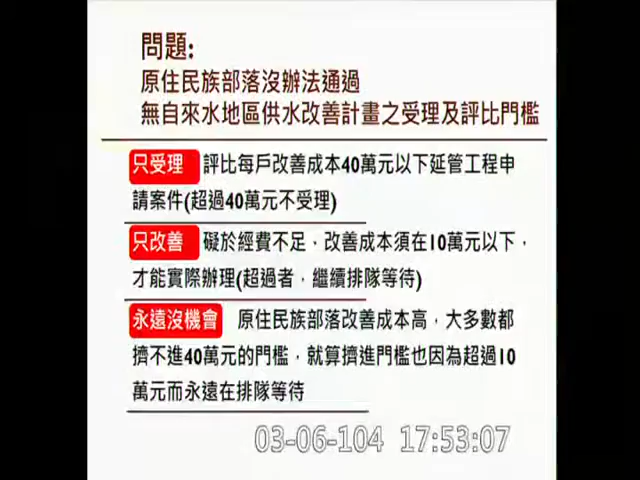 問題:
原住民族部落沒辦法通過
無自來水地區供水改善計畫之受理及評比門檻
只受理 評比每戶改善成本40萬元以下延管工程申
請案件(超過40萬元不受理)
只改善 礙於經費不足，改善成本須在10萬元以下，
才能實際辦理(超過者，繼續排隊等待)
永遠沒機會 原住民族部落改善成本高，大多數都
擠不進40萬元的門檻，就算擠進門檻也因為超過10
萬元而永遠在排隊等待
03-06-104 17:53:07